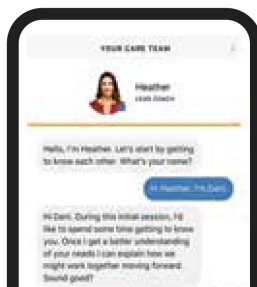 YOUR CARE TEAM
Heather
LEAD COACH
Hello, I'm Heather. Let's start by getting
to know each other. What's your name?
Hi Heather, I'm Dani.
Hi Dani. During this initial session, I'd
like to spend some time getting to know
you. Once I get a better understanding
of your needs I can explain how we
might work together moving forward.
Sound good?